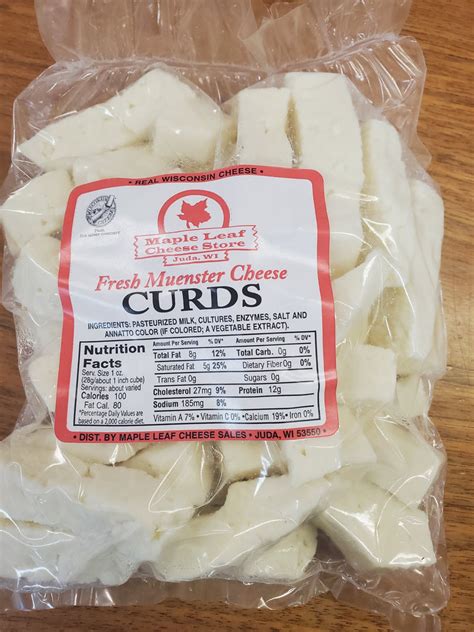 • REAL WISCONSIN CHEESE •
Maple Leaf
Cheese Store
Juda, WI
Fresh Muenster Cheese
CURDS
INGREDIENTS: PASTEURIZED MILK, CULTURES, ENZYMES, SALT AND
ANNATTO COLOR (IF COLORED; A VEGETABLE EXTRACT).
Nutrition
Facts
Serv. Size 1 oz.
(28g/about 1 inch cube)
Servings: about varied
Calories 100
Fat Cal. 80
*Percentage Daily Values are
based on a 2,000 calorie diet.
Amount Per Serving % DV* Amount Per Serving % DV*
Total Fat 8g 12% Total Carb. 0g 0%
Saturated Fat 5g 25% Dietary Fiber 0g 0%
Trans Fat 0g Sugars 0g
Cholesterol 27mg 9% Protein 12g
Sodium 185mg 8%
Vitamin A 7% • Vitamin C 0% • Calcium 19% • Iron 0%
• DIST. BY MAPLE LEAF CHEESE SALES • JUDA, WI 53550 •